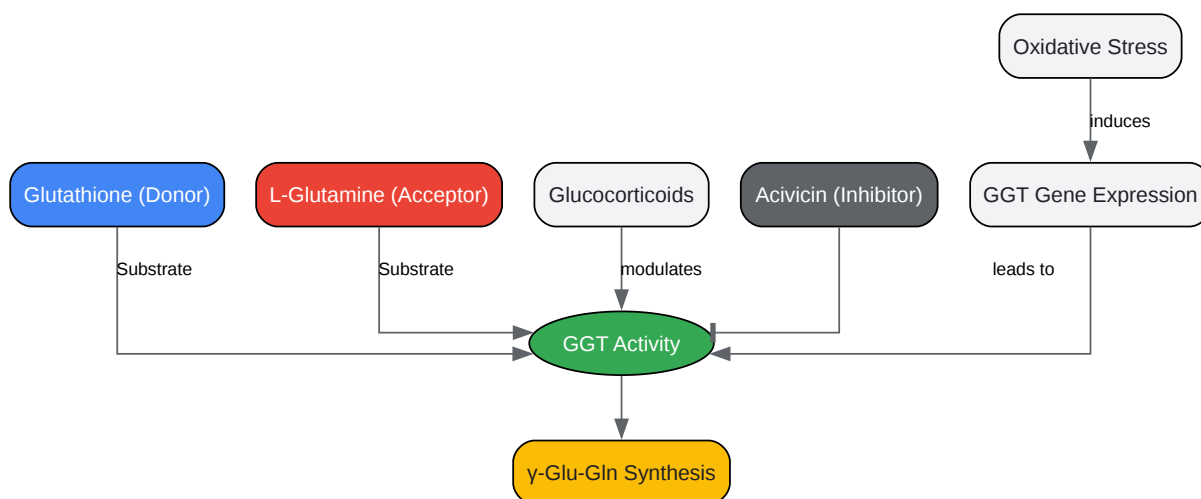 Oxidative Stress
induces
Glutathione (Donor)
L-Glutamine (Acceptor)
Glucocorticoids
Acivicin (Inhibitor)
GGT Gene Expression
Substrate
Substrate
modulates
leads to
GGT Activity
γ-Glu-Gln Synthesis